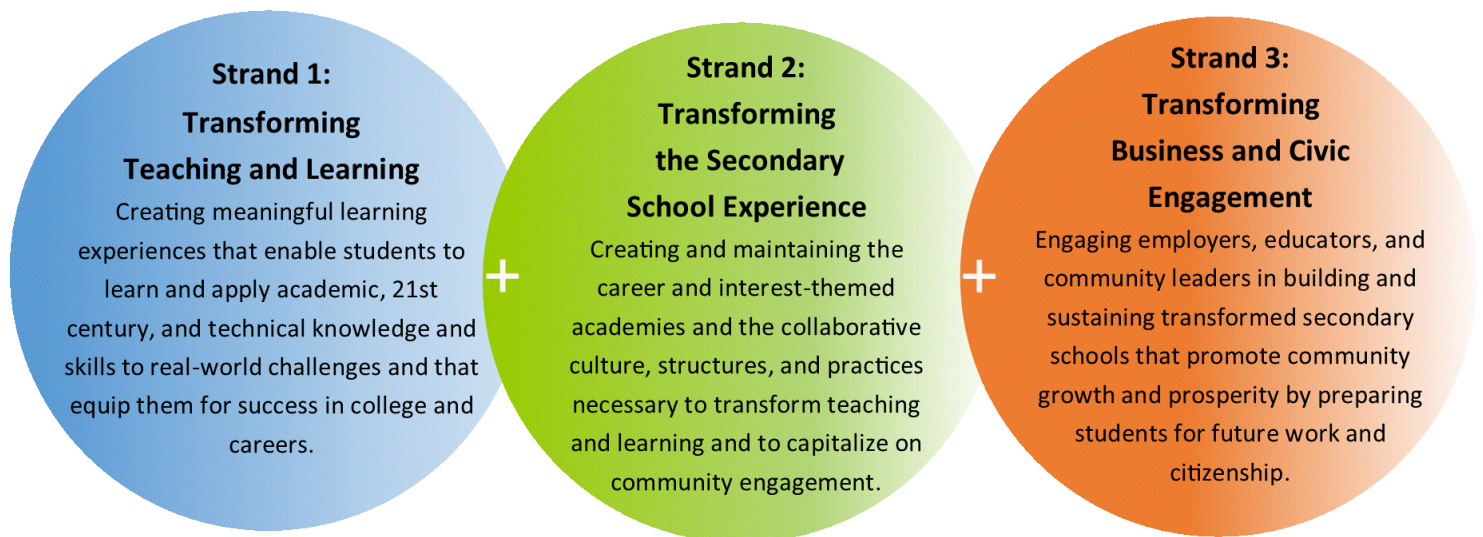 Strand 1:
Transforming
Teaching and Learning
Creating meaningful learning
experiences that enable students to
learn and apply academic, 21st
century, and technical knowledge and
skills to real-world challenges and that
equip them for success in college and
careers.
+
Strand 2:
Transforming
the Secondary
School Experience
Creating and maintaining the
career and interest-themed
academies and the collaborative
culture, structures, and practices
necessary to transform teaching
and learning and to capitalize on
community engagement.
+
Strand 3:
Transforming
Business and Civic
Engagement
Engaging employers, educators, and
community leaders in building and
sustaining transformed secondary
schools that promote community
growth and prosperity by preparing
students for future work and
citizenship.